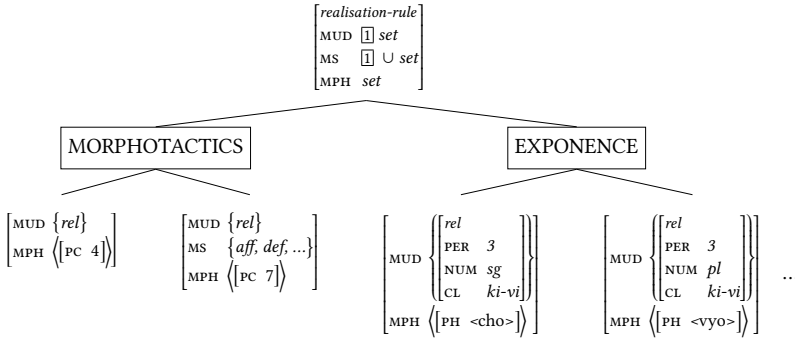 realisation-rule
MUD 1 set
MS 1 ∪ set
MPH set
MORPHOTACTICS
EXPONENCE
MUD {rel}
MPH ⟨[PC 4]⟩
MUD {rel}
MS {aff, def, ...}
MPH ⟨[PC 7]⟩
rel
PER 3
MUD
NUM sg
CL ki-vi
MPH ⟨[PH <cho>]⟩
rel
PER 3
MUD
NUM pl
CL ki-vi
MPH ⟨[PH <vyo>]⟩
..